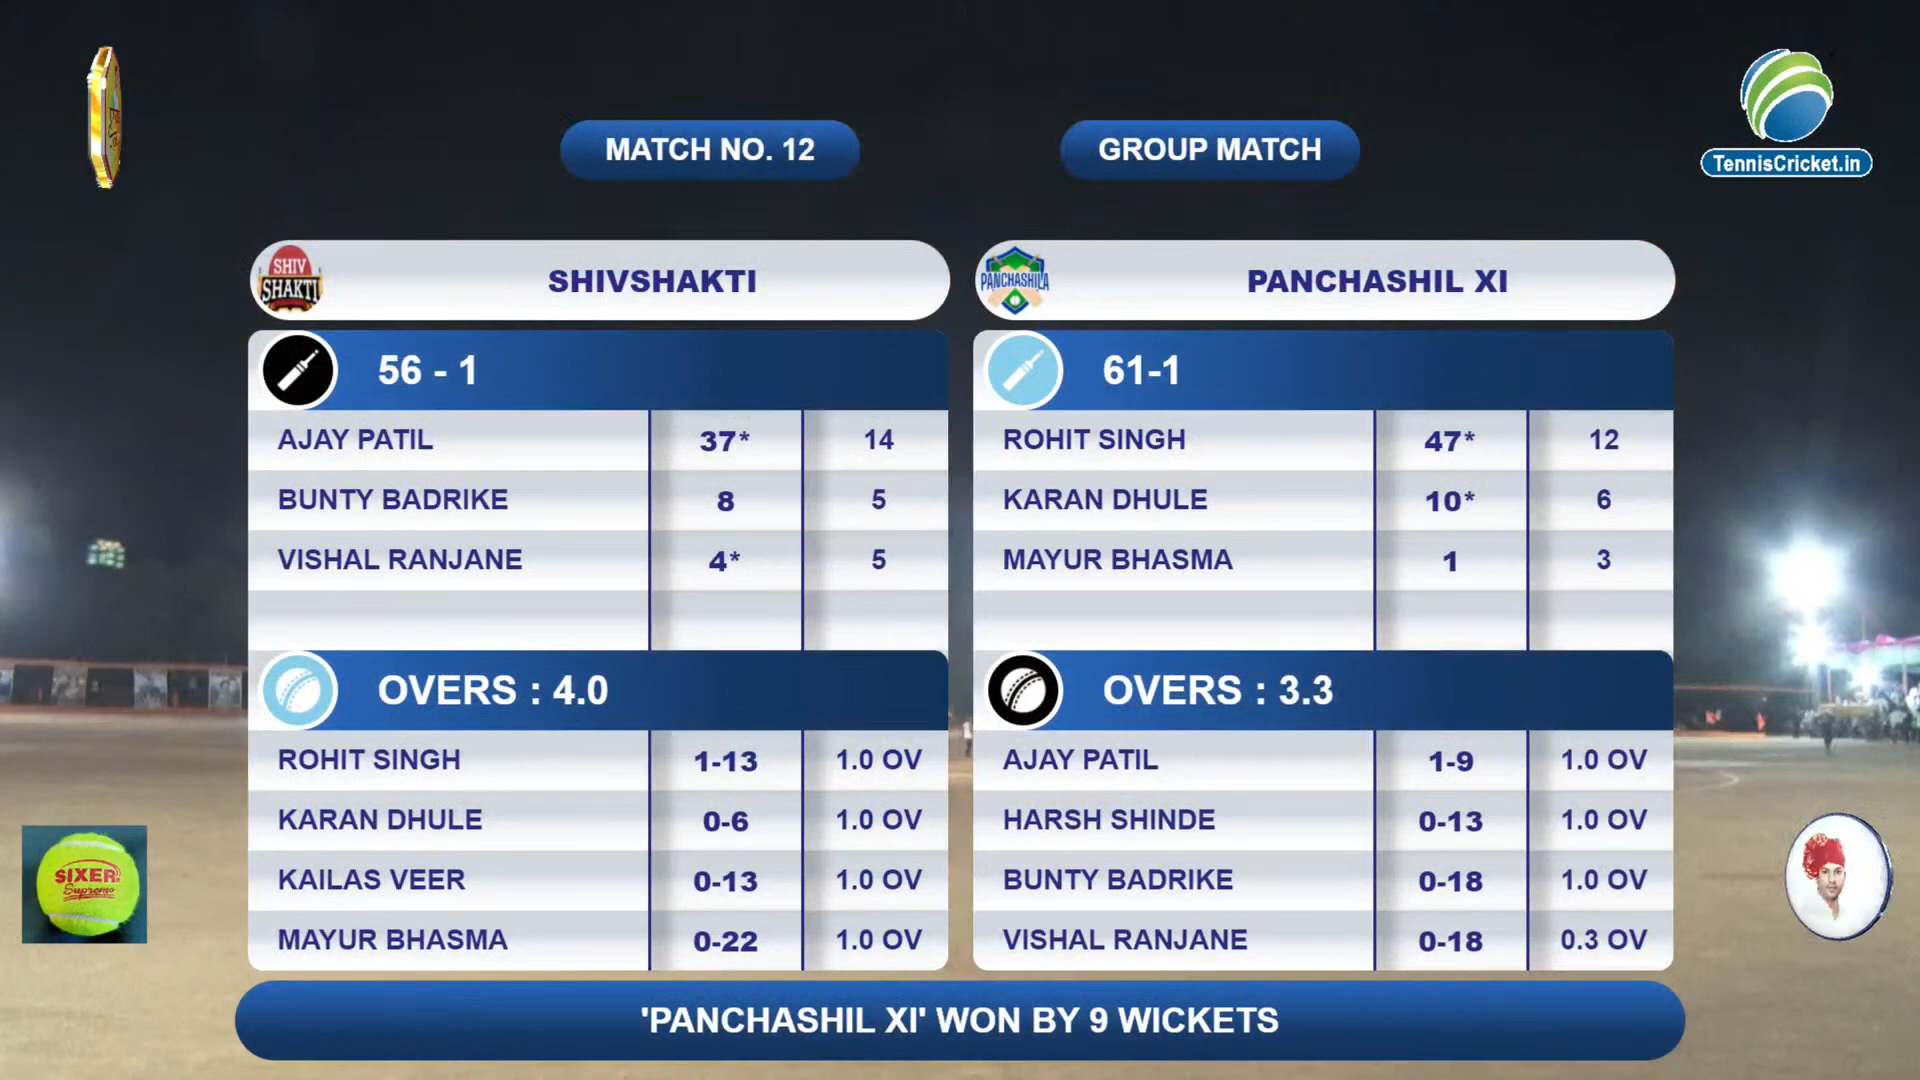 MATCH NO. 12
GROUP MATCH
TennisCricket.in
SHIV
SHAKTI
SHIVSHAKTI
PANCHASHILA
PANCHASHIL XI
56 - 1
AJAY PATIL 37* 14
BUNTY BADRIKE 8 5
VISHAL RANJANE 4* 5
61-1
ROHIT SINGH 47* 12
KARAN DHULE 10* 6
MAYUR BHASMA 1 3
OVERS : 4.0
ROHIT SINGH 1-13 1.0 OV
KARAN DHULE 0-6 1.0 OV
KAILAS VEER 0-13 1.0 OV
MAYUR BHASMA 0-22 1.0 OV
OVERS : 3.3
AJAY PATIL 1-9 1.0 OV
HARSH SHINDE 0-13 1.0 OV
BUNTY BADRIKE 0-18 1.0 OV
VISHAL RANJANE 0-18 0.3 OV
SIXER
Supremo
'PANCHASHIL XI' WON BY 9 WICKETS